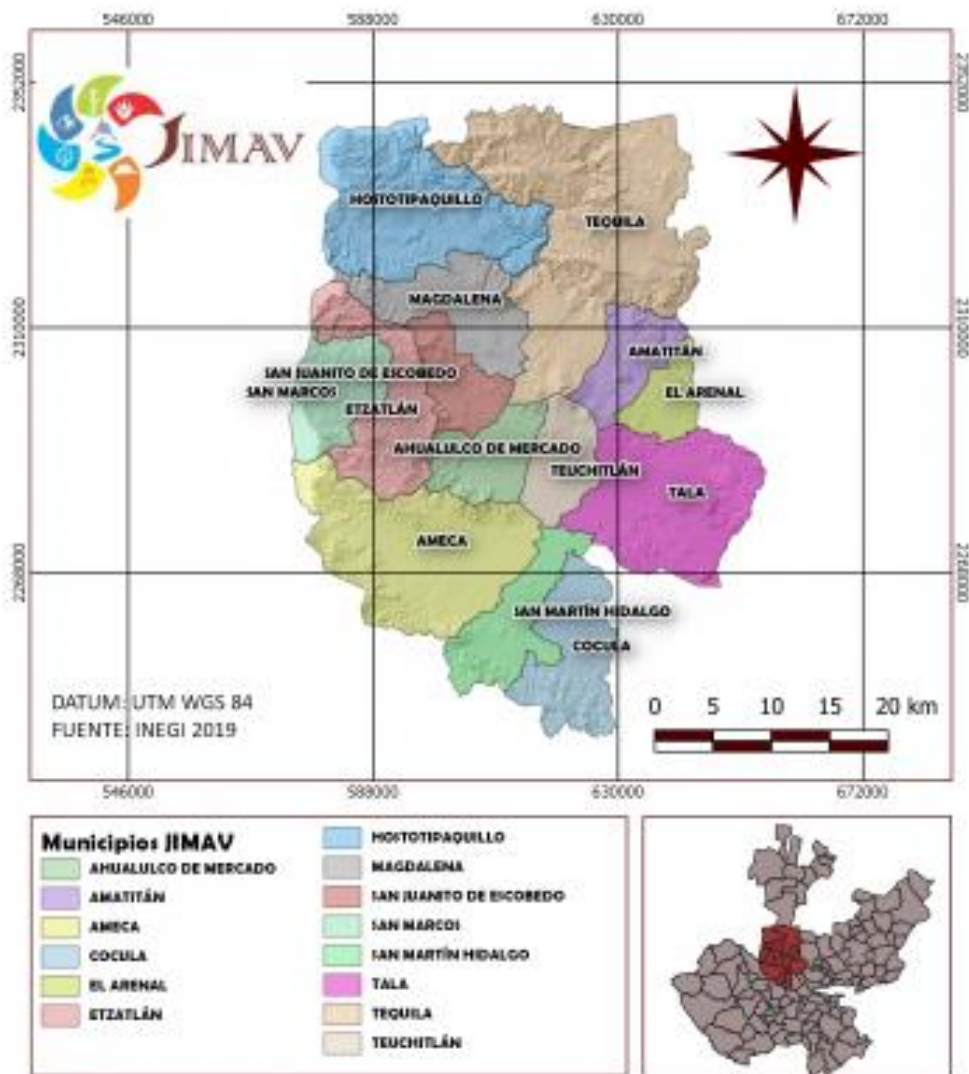 546000 588000 630000 672000
2352000 2352000
JIMAV
HOSTOTIPAQUILLO
TEQUILA
MAGDALENA
2310000 2310000
AMATITÁN
SAN JUANITO DE ESCOBEDO
SAN MARCOS
EL ARENAL
ETZATLÁN
AHUALULCO DE MERCADO
TEUCHITLÁN
TALA
AMECA
2268000 2268000
SAN MARTÍN HIDALGO
COCULA
DATUM: UTM WGS 84
FUENTE: INEGI 2019
0 5 10 15 20 km
546000 588000 630000 672000
Municipios JIMAV
AHUALULCO DE MERCADO
AMATITÁN
AMECA
COCULA
EL ARENAL
ETZATLÁN
HOSTOTIPAQUILLO
MAGDALENA
SAN JUANITO DE ESCOBEDO
SAN MARCOS
SAN MARTÍN HIDALGO
TALA
TEQUILA
TEUCHITLÁN